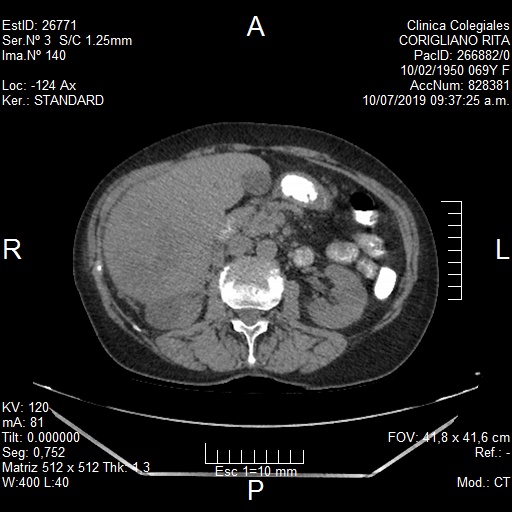 EstID: 26771
Ser.Nº 3 S/C 1.25mm
Ima.Nº 140
Loc: -124 Ax
Ker.: STANDARD
A
Clinica Colegiales
CORIGLIANO RITA
PacID: 266882/0
10/02/1950 069Y F
AccNum: 828381
10/07/2019 09:37:25 a.m.
R
L
KV: 120
mA: 81
Tilt: 0.000000
Seg: 0,752
Matriz 512 x 512 Thk: 1.3
W:400 L:40
Esc 1=10 mm
P
FOV: 41,8 x 41,6 cm
Ref.: -
Mod.: CT